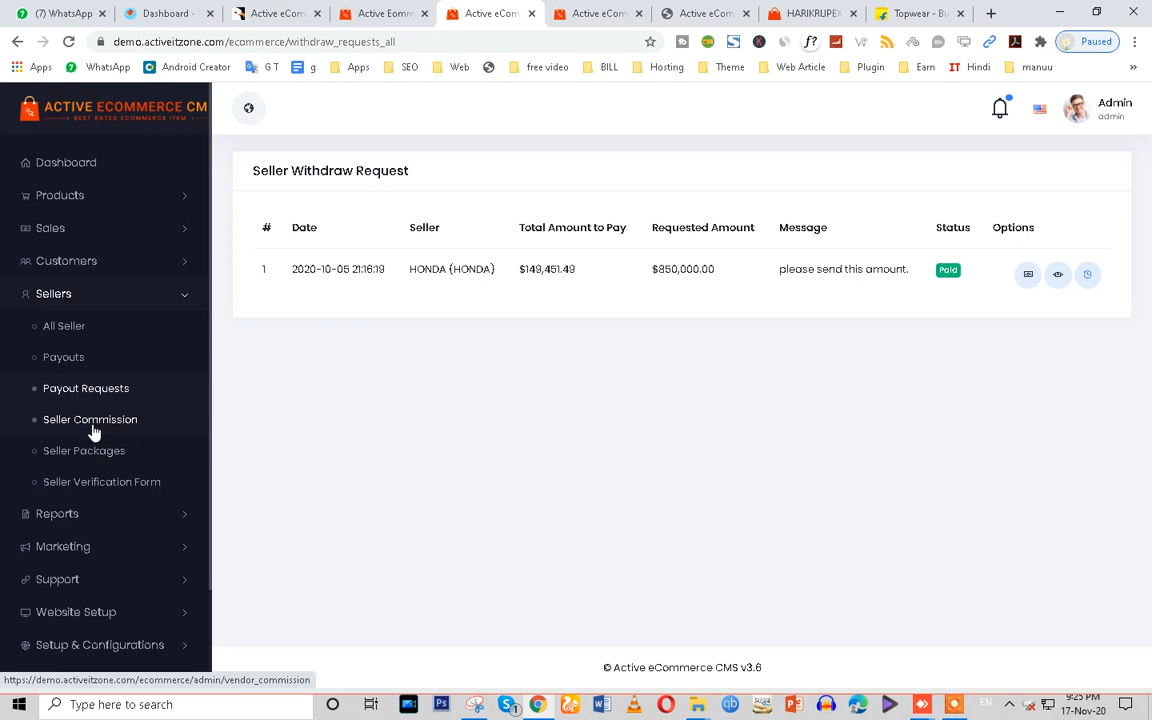 (7) WhatsApp
Dashboard -
Active eCom
Active Eomm
Active eCom
Active eCom
Active eCom
HARIKRUPEX
Topwear - Bu
demo.activeitzone.com/ecommerce/withdraw_requests_all
Paused
Apps
WhatsApp
Android Creator
G T
g
Apps
SEO
Web
free video
BILL
Hosting
Theme
Web Article
Plugin
Earn
IT Hindi
manuu
»
ACTIVE ECOMMERCE CM
BEST RATED ECOMMERCE ITEM
Admin
admin
Dashboard
Products
Sales
Customers
Sellers
All Seller
Payouts
Payout Requests
Seller Commission
Seller Packages
Seller Verification Form
Reports
Marketing
Support
Website Setup
Setup & Configurations
Seller Withdraw Request
# Date Seller Total Amount to Pay Requested Amount Message Status Options
1 2020-10-05 21:16:19 HONDA (HONDA) $149,451.49 $850,000.00 please send this amount. Paid
© Active eCommerce CMS v3.6
https://demo.activeitzone.com/ecommerce/admin/vendor_commission
Type here to search
EN
9:25 PM
17-Nov-20